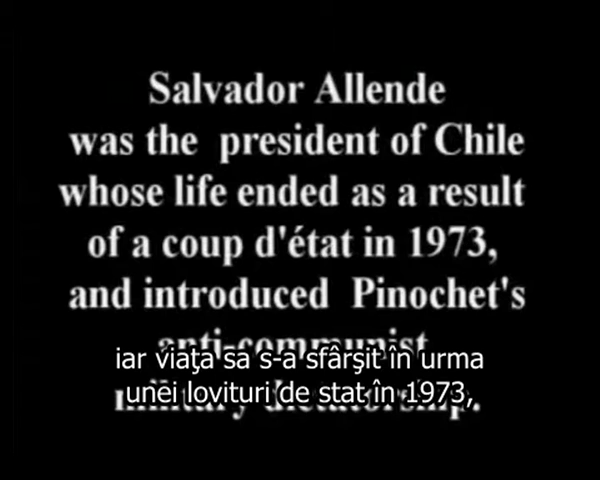 Salvador Allende
was the president of Chile
whose life ended as a result
of a coup d'état in 1973,
and introduced Pinochet's
anti-communist
military dictatorship.
iar viaţa sa s-a sfârşit în urma
unei lovituri de stat în 1973,